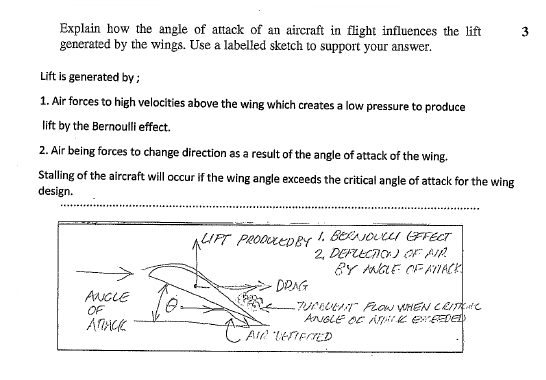 Explain how the angle of attack of an aircraft in flight influences the lift 3
generated by the wings. Use a labelled sketch to support your answer.
Lift is generated by ;
1. Air forces to high velocities above the wing which creates a low pressure to produce
lift by the Bernoulli effect.
2. Air being forces to change direction as a result of the angle of attack of the wing.
Stalling of the aircraft will occur if the wing angle exceeds the critical angle of attack for the wing
design.
LIFT PRODUCED BY 1. BERNOULLI EFFECT
2, DEFLECTION OF AIR
BY ANGLE OF ATTACK
DRAG
ANGLE
OF
ATTACK
θ
TURBULENT FLOW WHEN CRITICAL
ANGLE OF ATTACK EXCEEDED
AIR DEFLECTED